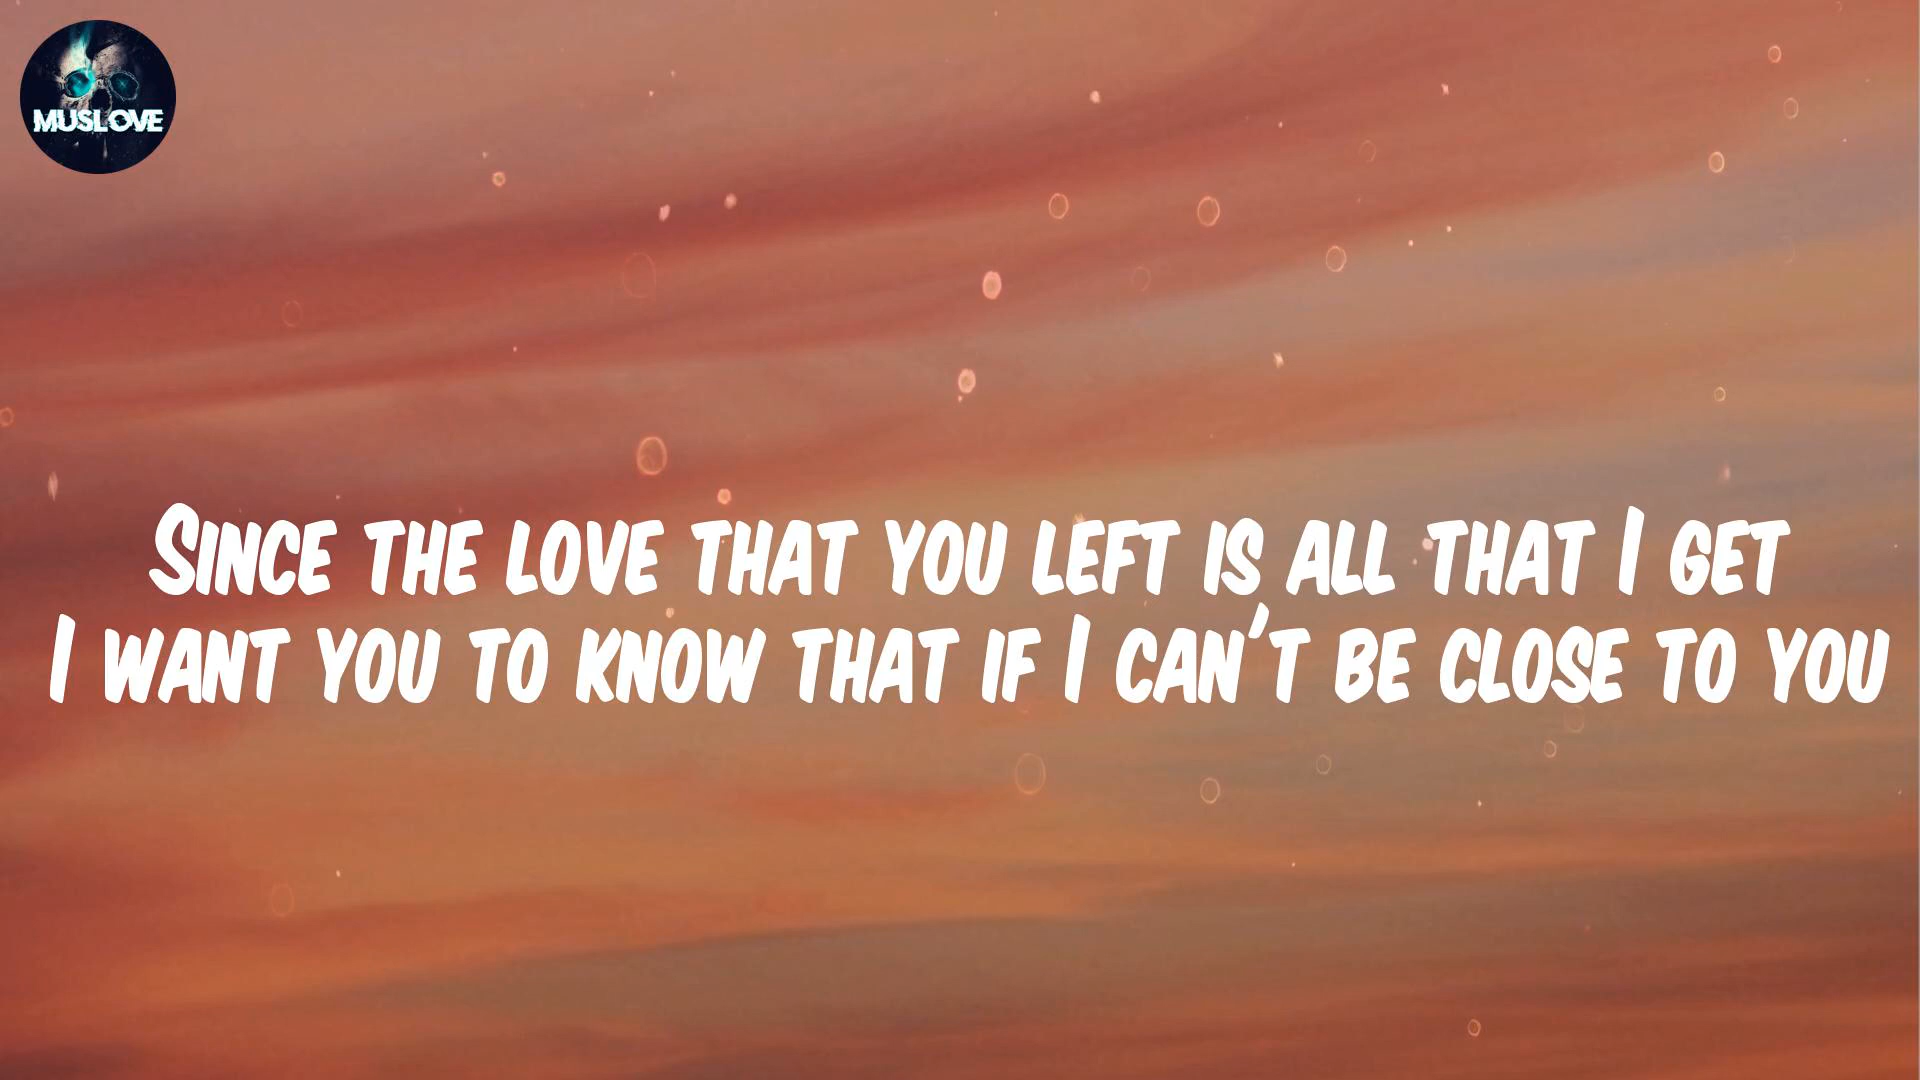 MUSLOVE
Since the love that you left is all that I get
I want you to know that if I can't be close to you